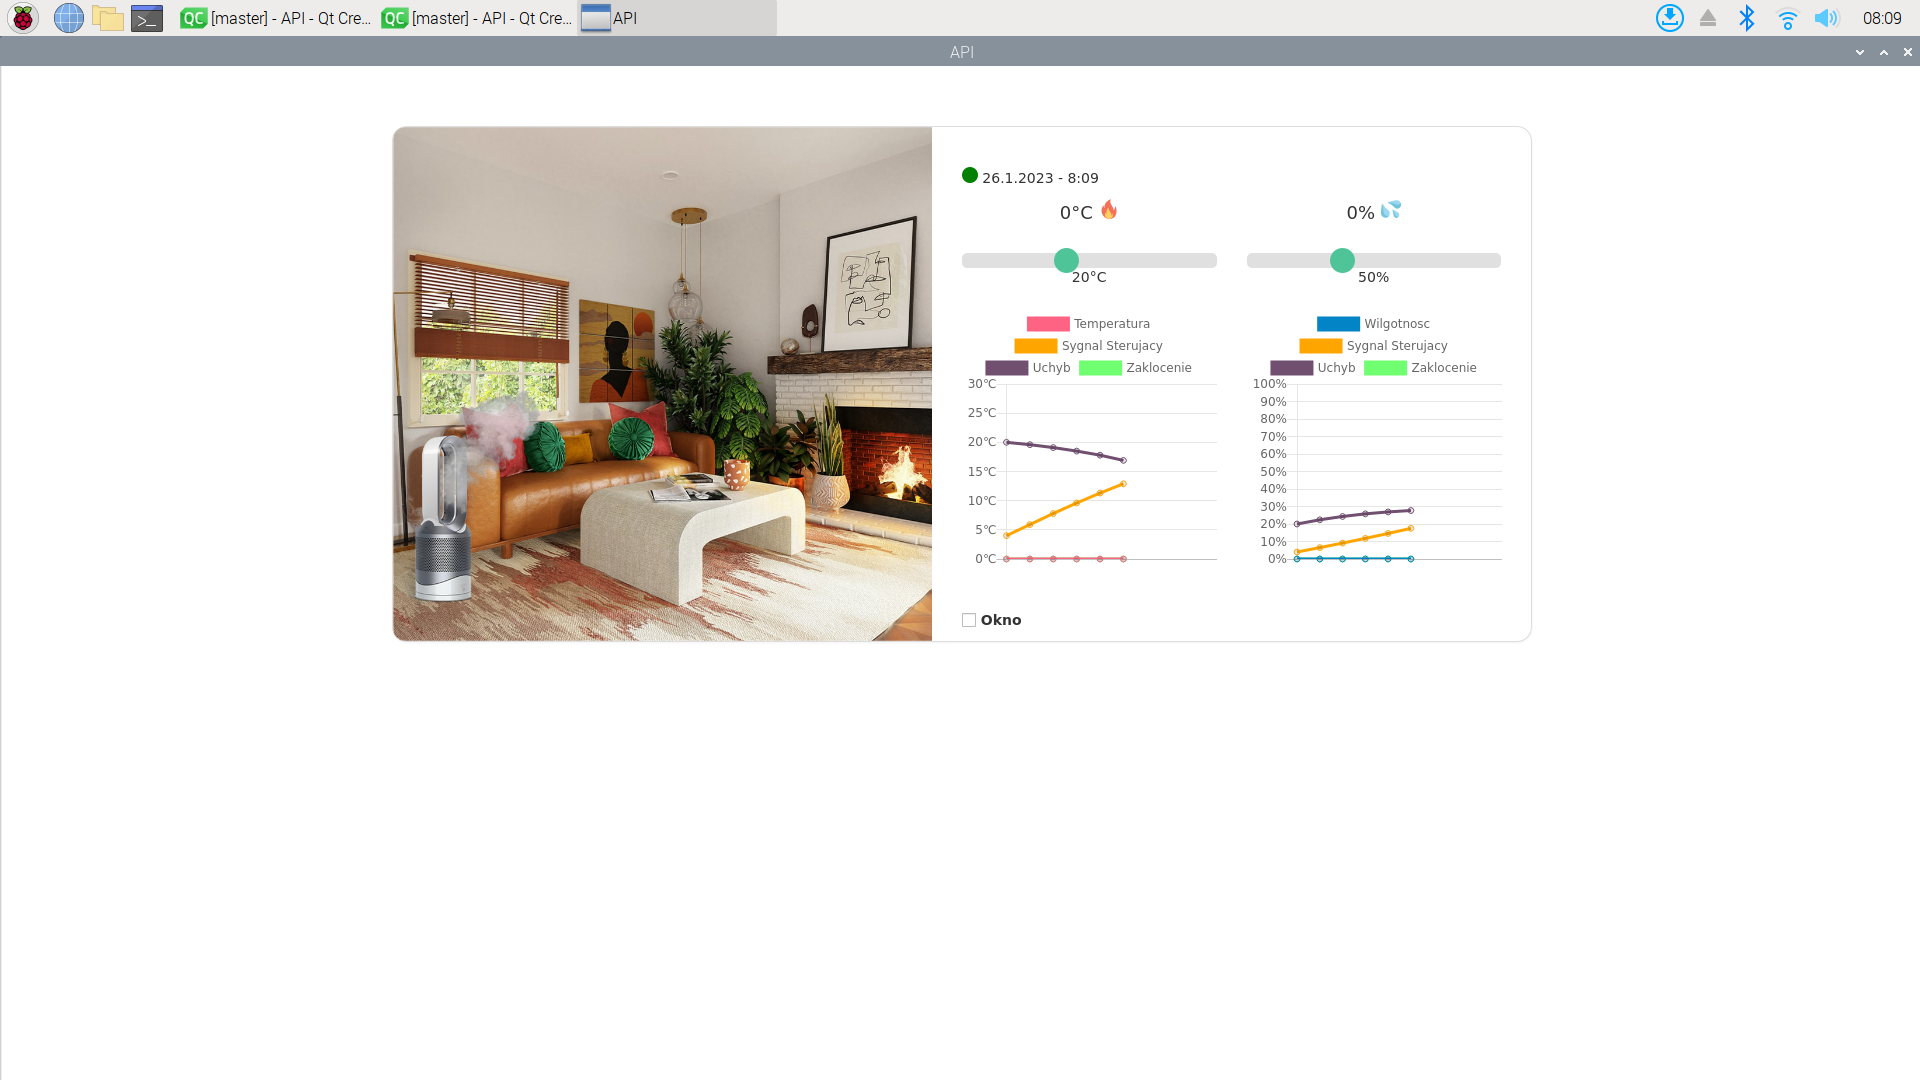 [master] - API - Qt Cre...
[master] - API - Qt Cre...
API
08:09
API
26.1.2023 - 8:09
0°C
0%
20°C
50%
Temperatura
Sygnal Sterujacy
Uchyb
Zaklocenie
30℃
25℃
20℃
15℃
10℃
5℃
0℃
Wilgotnosc
Sygnal Sterujacy
Uchyb
Zaklocenie
100%
90%
80%
70%
60%
50%
40%
30%
20%
10%
0%
Okno